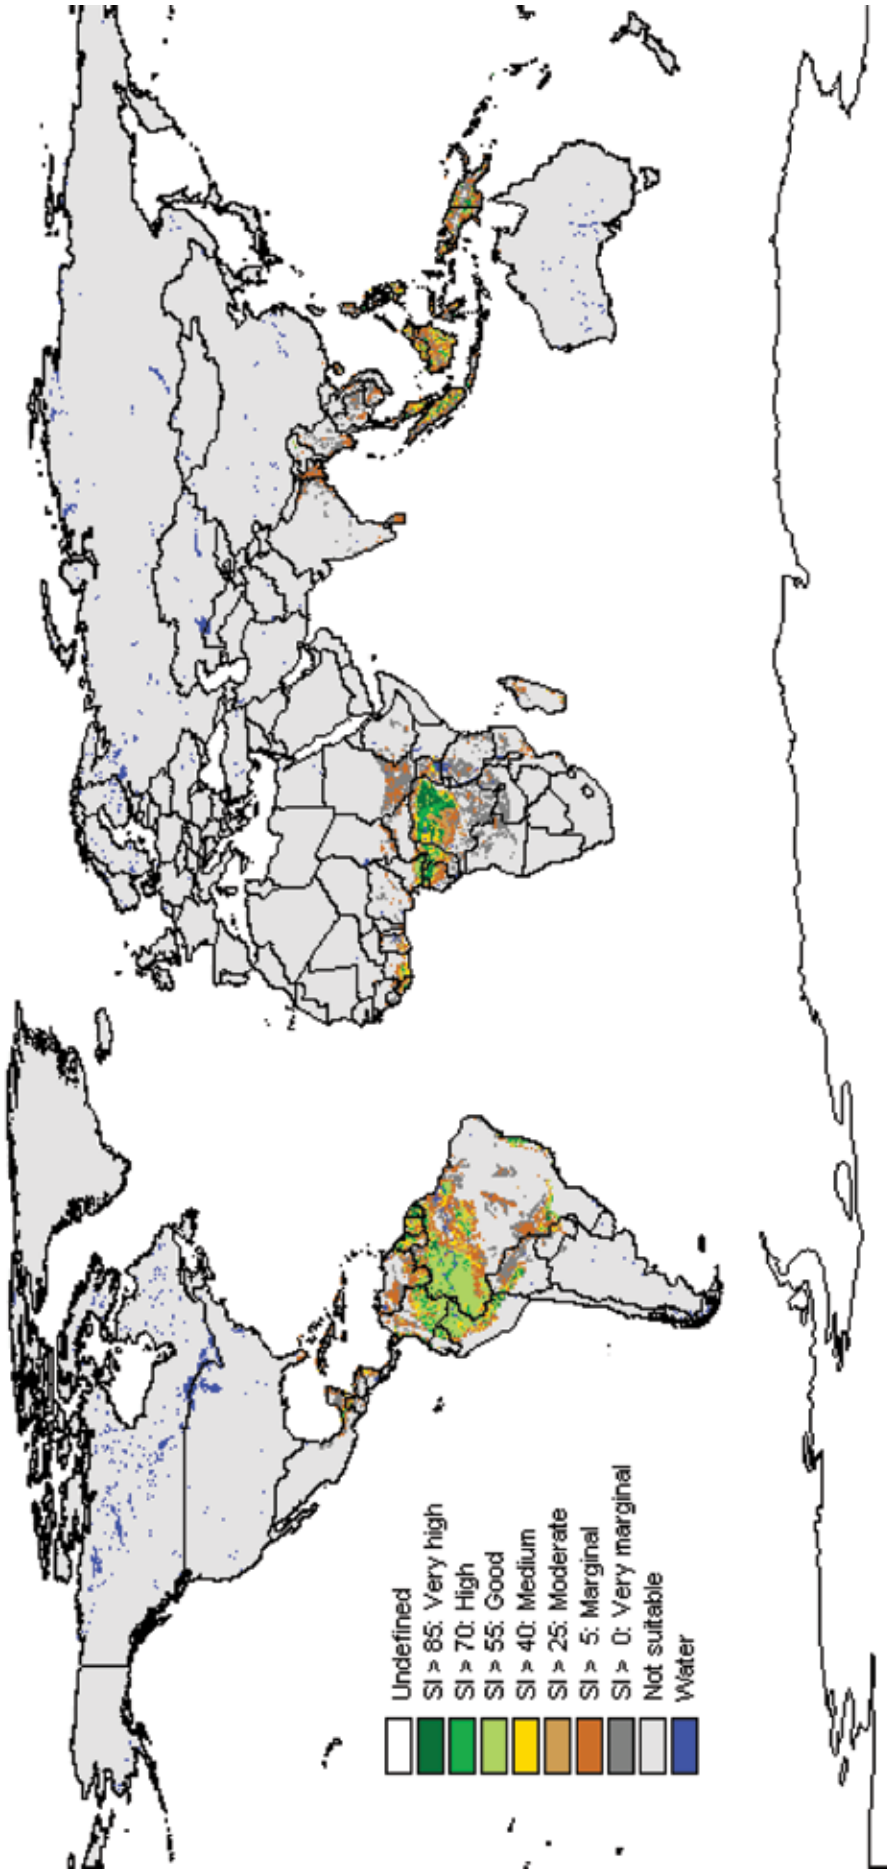 Undefined
SI > 85: Very high
SI > 70: High
SI > 55: Good
SI > 40: Medium
SI > 25: Moderate
SI > 5: Marginal
SI > 0: Very marginal
Not suitable
Water